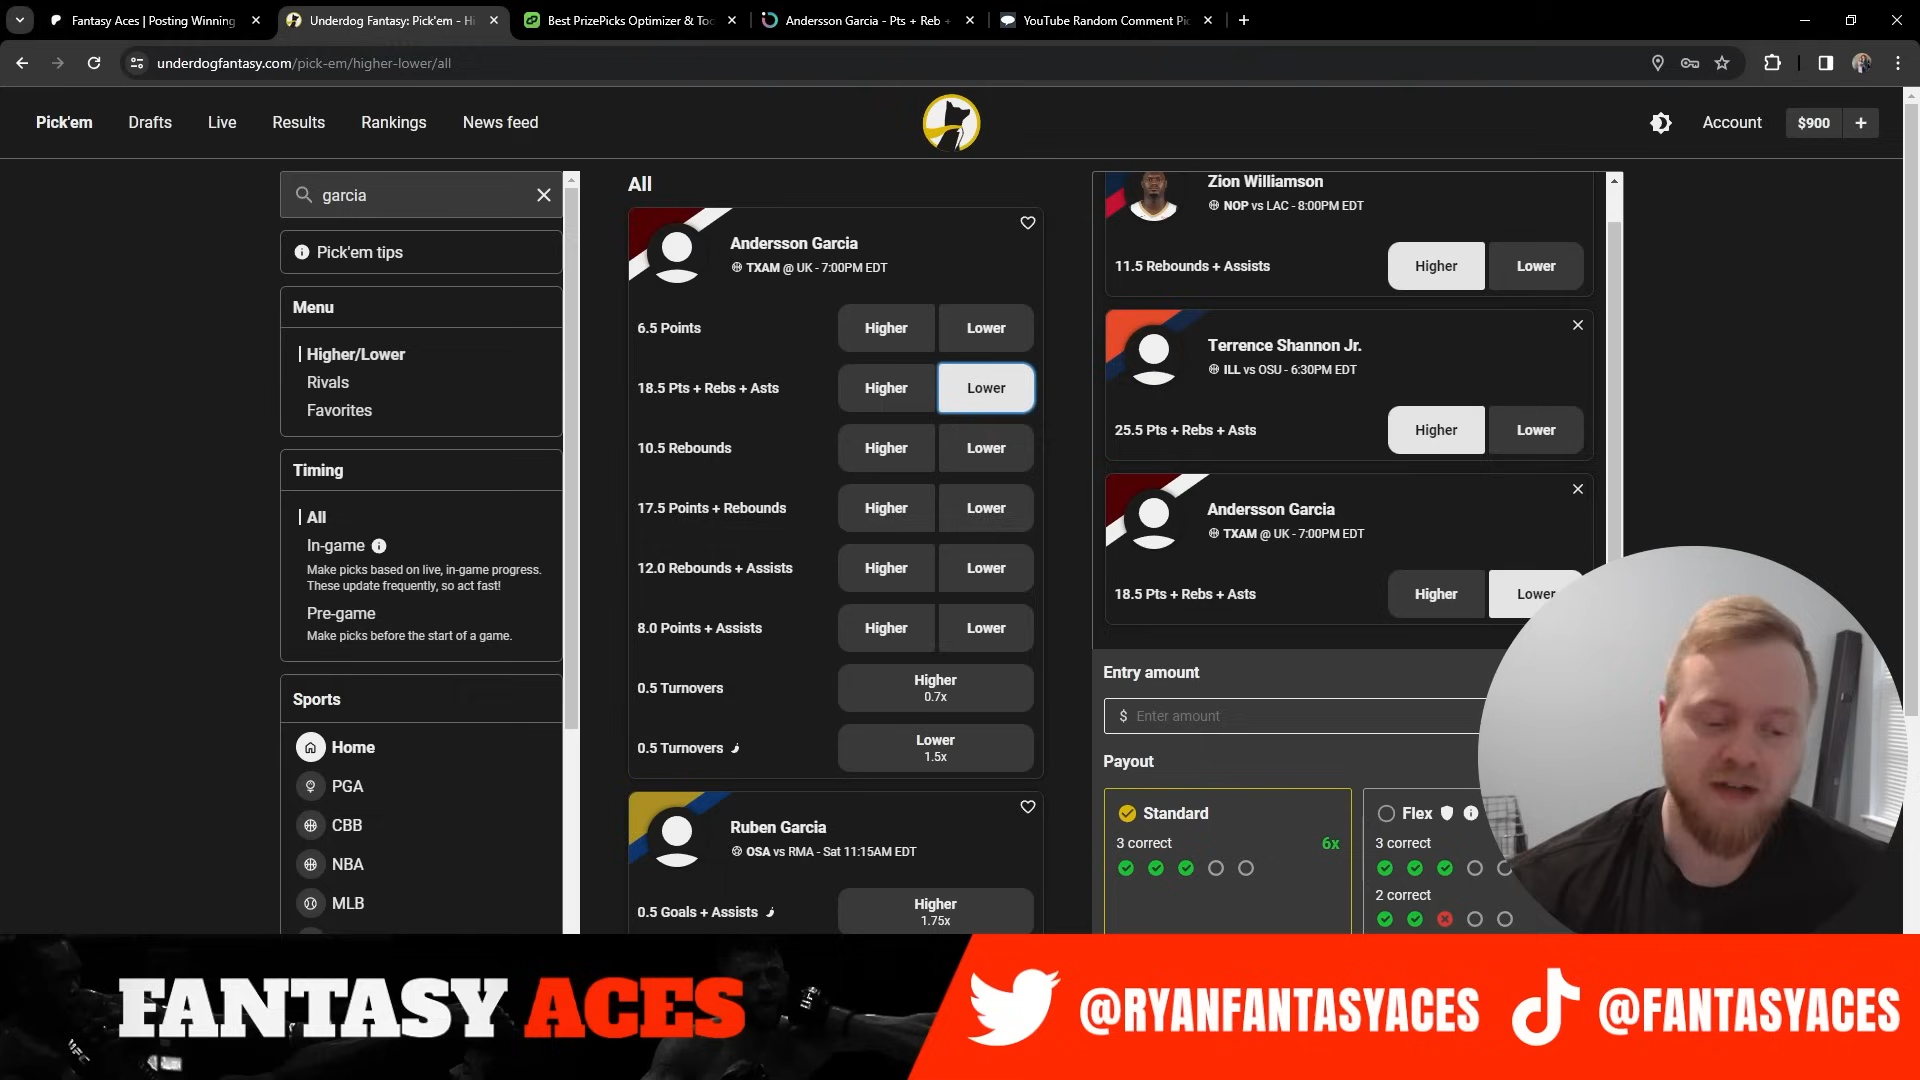 Fantasy Aces | Posting Winning
Underdog Fantasy: Pick'em - Hi
Best PrizePicks Optimizer & Too
Andersson Garcia - Pts + Reb +
YouTube Random Comment Pic
underdogfantasy.com/pick-em/higher-lower/all
Pick'em
Drafts
Live
Results
Rankings
News feed
Account
$900
+
garcia
Pick'em tips
Menu
Higher/Lower
Rivals
Favorites
Timing
All
In-game
Make picks based on live, in-game progress.
These update frequently, so act fast!
Pre-game
Make picks before the start of a game.
Sports
Home
PGA
CBB
NBA
MLB
All
Andersson Garcia
TXAM @ UK - 7:00PM EDT
6.5 Points
Higher
Lower
18.5 Pts + Rebs + Asts
Higher
Lower
10.5 Rebounds
Higher
Lower
17.5 Points + Rebounds
Higher
Lower
12.0 Rebounds + Assists
Higher
Lower
8.0 Points + Assists
Higher
Lower
0.5 Turnovers
Higher
0.7x
0.5 Turnovers
Lower
1.5x
Ruben Garcia
OSA vs RMA - Sat 11:15AM EDT
0.5 Goals + Assists
Higher
1.75x
Zion Williamson
NOP vs LAC - 8:00PM EDT
11.5 Rebounds + Assists
Higher
Lower
Terrence Shannon Jr.
ILL vs OSU - 6:30PM EDT
25.5 Pts + Rebs + Asts
Higher
Lower
Andersson Garcia
TXAM @ UK - 7:00PM EDT
18.5 Pts + Rebs + Asts
Higher
Lower
Entry amount
$ Enter amount
Payout
Standard
3 correct
6x
Flex
3 correct
2 correct
FANTASY ACES
@RYANFANTASYACES
@FANTASYACES